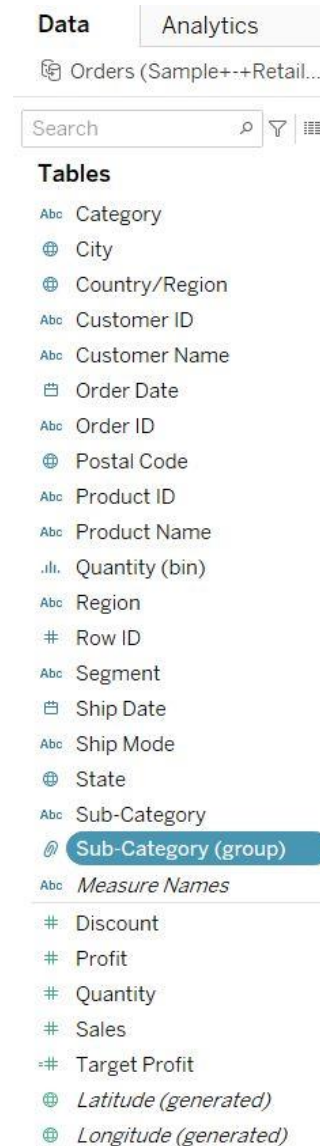 Data Analytics
Orders (Sample+-+Retail...
Search
Tables
Abc Category
City
Country/Region
Abc Customer ID
Abc Customer Name
Order Date
Abc Order ID
Postal Code
Abc Product ID
Abc Product Name
Quantity (bin)
Abc Region
# Row ID
Abc Segment
Ship Date
Abc Ship Mode
State
Abc Sub-Category
Sub-Category (group)
Abc Measure Names
# Discount
# Profit
# Quantity
# Sales
=# Target Profit
Latitude (generated)
Longitude (generated)